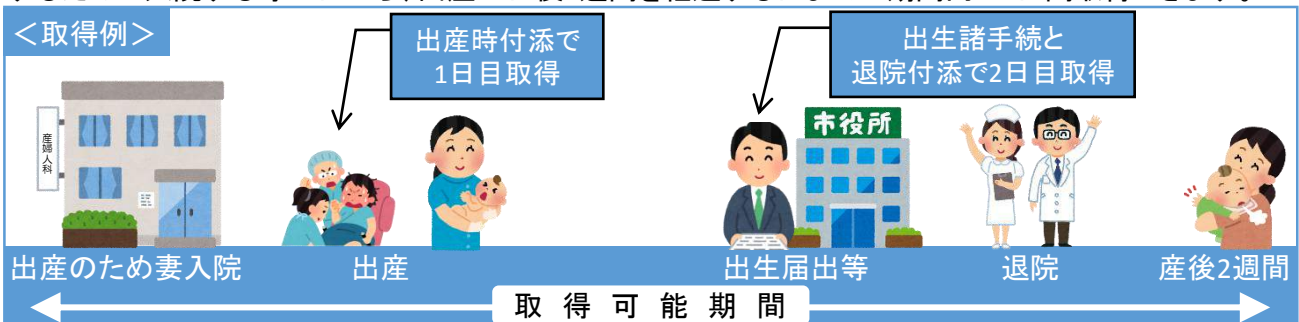 ＜取得例＞
出産時付添で
1日目取得
出生諸手続と
退院付添で2日目取得
産婦人科
市役所
出産のため妻入院
出産
出生届出等
退院
産後2週間
取得可能期間